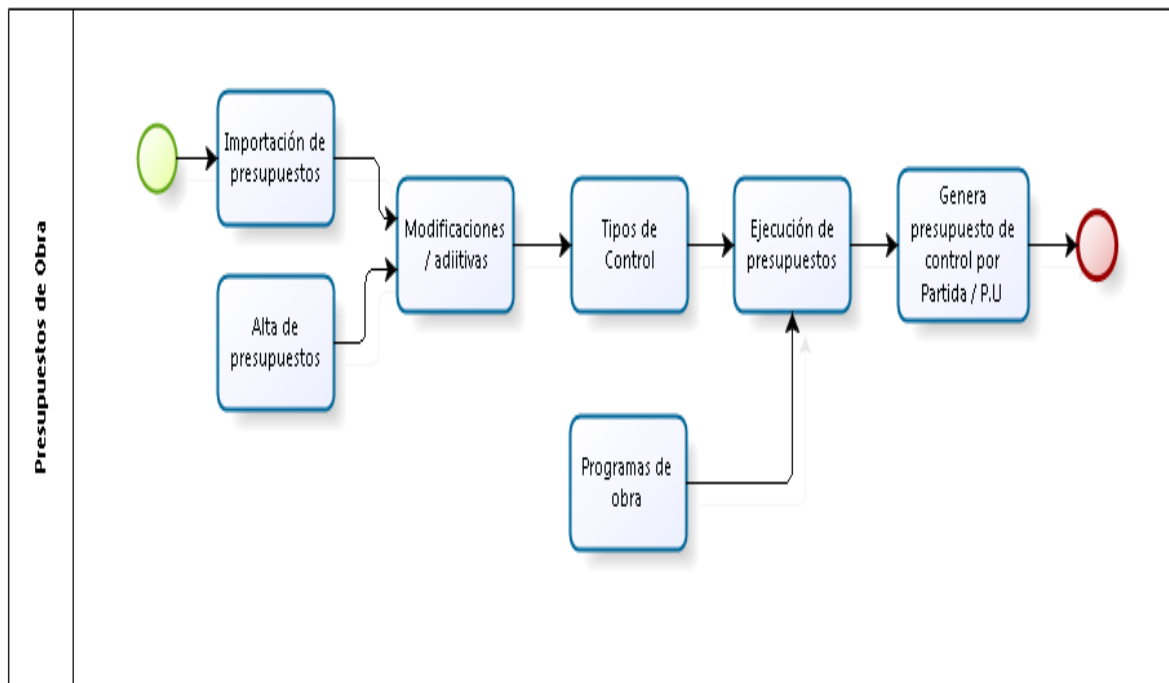 Presupuestos de Obra
Importación de
presupuestos
Alta de
presupuestos
Modificaciones
/ adiitivas
Tipos de
Control
Ejecución de
presupuestos
Genera
presupuesto de
control por
Partida / P.U
Programas de
obra